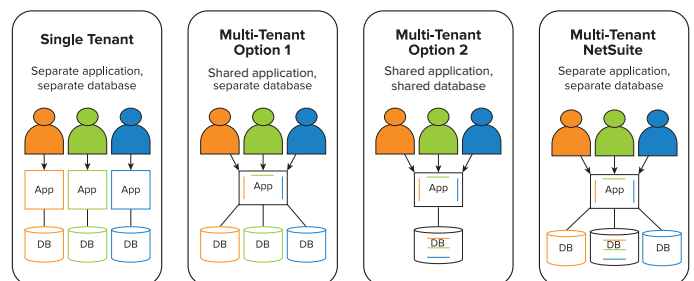 Single Tenant
Separate application,
separate database
App
App
App
DB
DB
DB
Multi-Tenant
Option 1
Shared application,
separate database
App
DB
DB
DB
Multi-Tenant
Option 2
Shared application,
shared database
App
DB
Multi-Tenant
NetSuite
Separate application,
separate database
App
DB
DB
DB